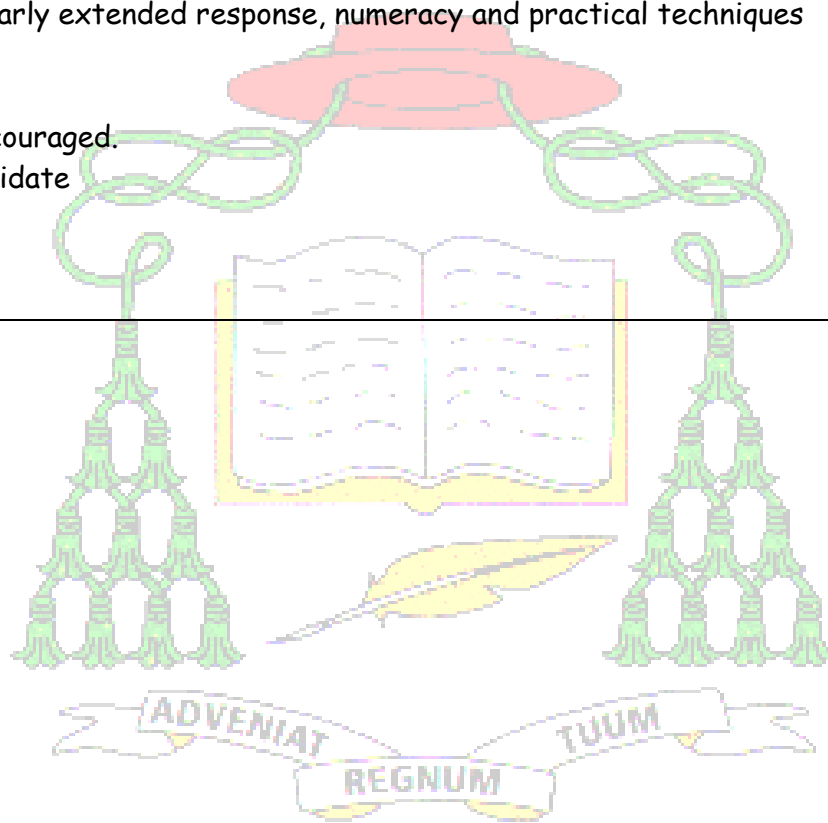 arly extended response, numeracy and practical techniques
couraged.
idate
ADVENIAT REGNUM TUUM